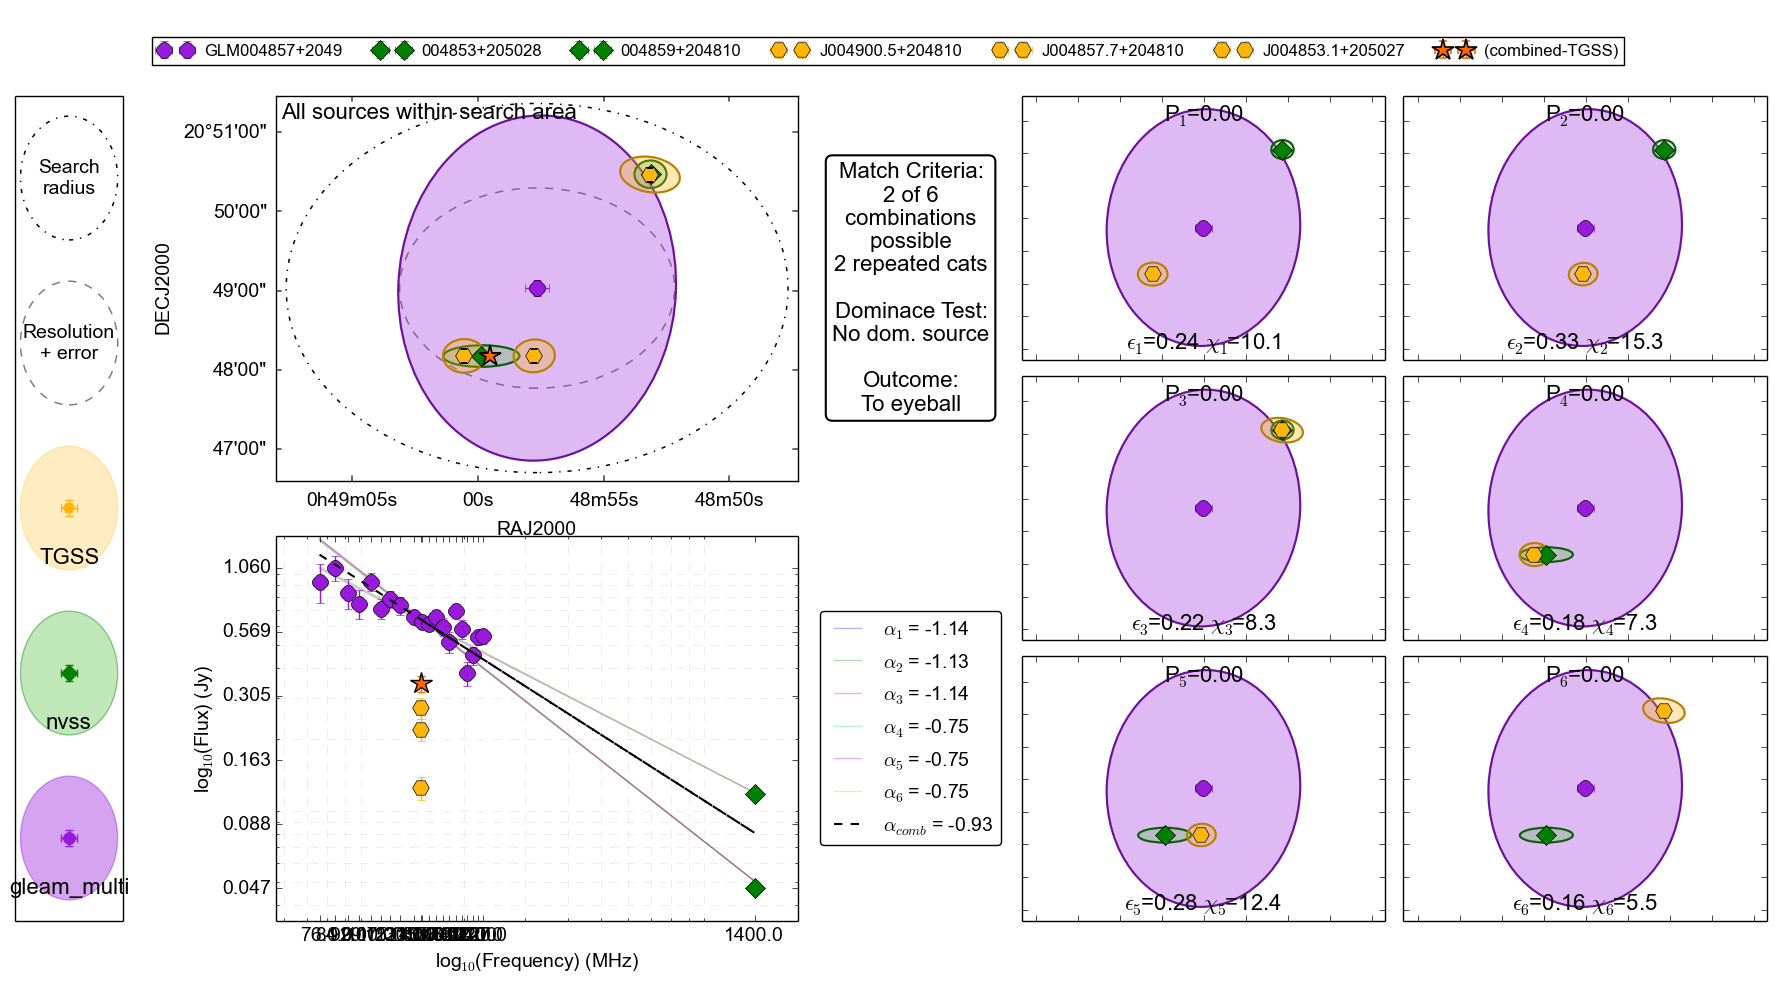 GLM004857+2049 004853+205028 004859+204810 J004900.5+204810 J004857.7+204810 J004853.1+205027 (combined-TGSS)
Search
radius
Resolution
+ error
TGSS
nvss
gleam_multi
All sources within search area
DECJ2000
20°51'00"
50'00"
49'00"
48'00"
47'00"
0h49m05s 00s 48m55s 48m50s
RAJ2000
Match Criteria:
2 of 6
combinations
possible
2 repeated cats
Dominace Test:
No dom. source
Outcome:
To eyeball
log₁₀(Flux) (Jy)
1.060
0.569
0.305
0.163
0.088
0.047
1400.0
log₁₀(Frequency) (MHz)
α₁ = -1.14
α₂ = -1.13
α₃ = -1.14
α₄ = -0.75
α₅ = -0.75
α₆ = -0.75
α_comb = -0.93
P₁=0.00
ϵ₁=0.24 χ₁=10.1
P₂=0.00
ϵ₂=0.33 χ₂=15.3
P₃=0.00
ϵ₃=0.22 χ₃=8.3
P₄=0.00
ϵ₄=0.18 χ₄=7.3
P₅=0.00
ϵ₅=0.28 χ₅=12.4
P₆=0.00
ϵ₆=0.16 χ₆=5.5